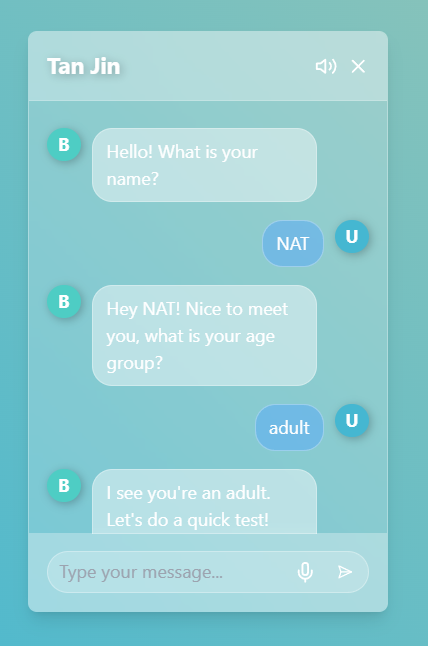 Tan Jin
B
Hello! What is your
name?
NAT
U
B
Hey NAT! Nice to meet
you, what is your age
group?
adult
U
B
I see you're an adult.
Let's do a quick test!
Type your message...